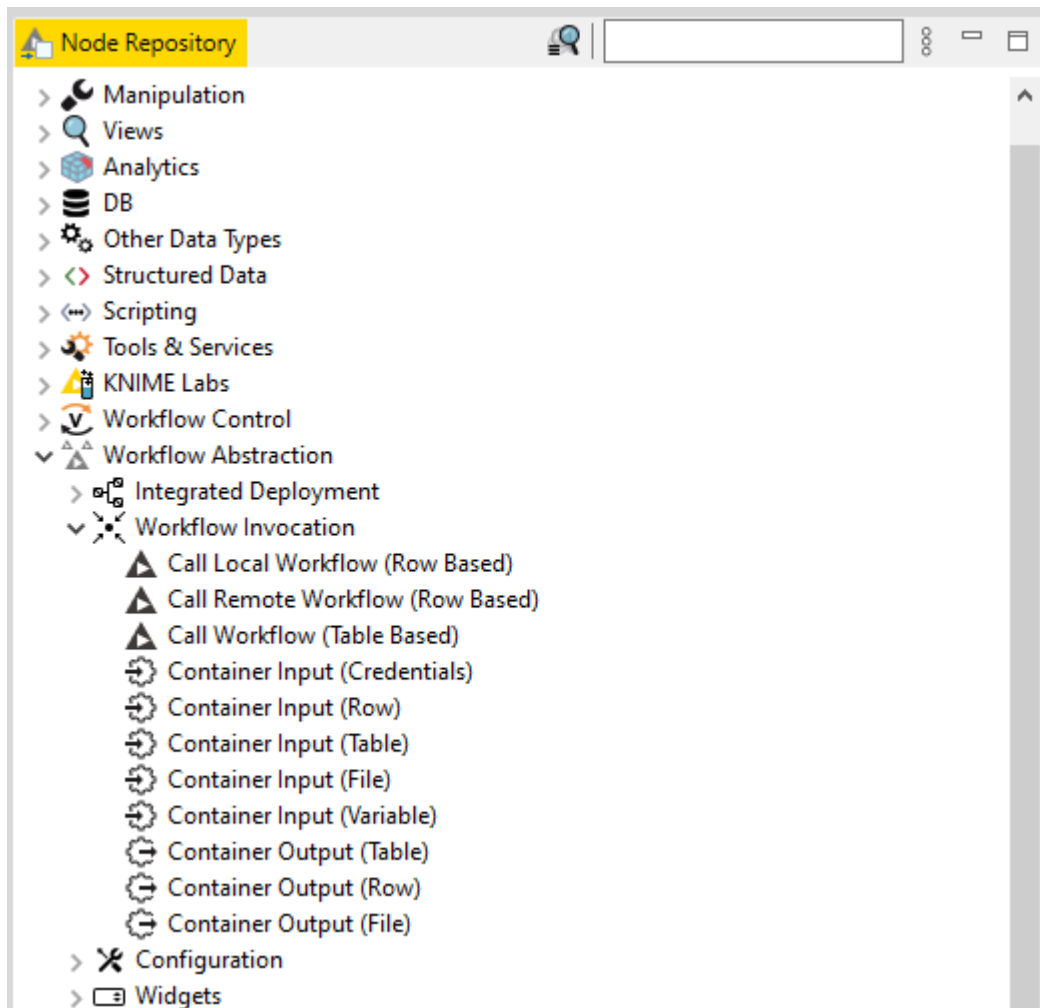 Node Repository
Manipulation
Views
Analytics
DB
Other Data Types
Structured Data
Scripting
Tools & Services
KNIME Labs
Workflow Control
Workflow Abstraction
Integrated Deployment
Workflow Invocation
Call Local Workflow (Row Based)
Call Remote Workflow (Row Based)
Call Workflow (Table Based)
Container Input (Credentials)
Container Input (Row)
Container Input (Table)
Container Input (File)
Container Input (Variable)
Container Output (Table)
Container Output (Row)
Container Output (File)
Configuration
Widgets